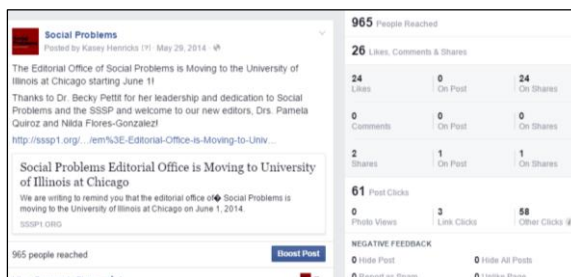 Social Problems
Posted by Kasey Henricks [?] · May 29, 2014 ·
The Editorial Office of Social Problems is Moving to the University of
Illinois at Chicago starting June 1!
Thanks to Dr. Becky Pettit for her leadership and dedication to Social
Problems and the SSSP and welcome to our new editors, Drs. Pamela
Quiroz and Nilda Flores-Gonzalez!
http://sssp1.org/.../em%3E-Editorial-Office-is-Moving-to-Univ...
Social Problems Editorial Office is Moving to University
of Illinois at Chicago
We are writing to remind you that the editorial office of� Social Problems is
moving to the University of Illinois at Chicago on June 1, 2014.
SSSP1.ORG
965 people reached
Boost Post
965 People Reached
26 Likes, Comments & Shares
24 0 24
Likes On Post On Shares
0 0 0
Comments On Post On Shares
2 1 1
Shares On Post On Shares
61 Post Clicks
0 3 58
Photo Views Link Clicks Other Clicks
NEGATIVE FEEDBACK
0 Hide Post 0 Hide All Posts
0 Report as Spam 0 Unlike Page